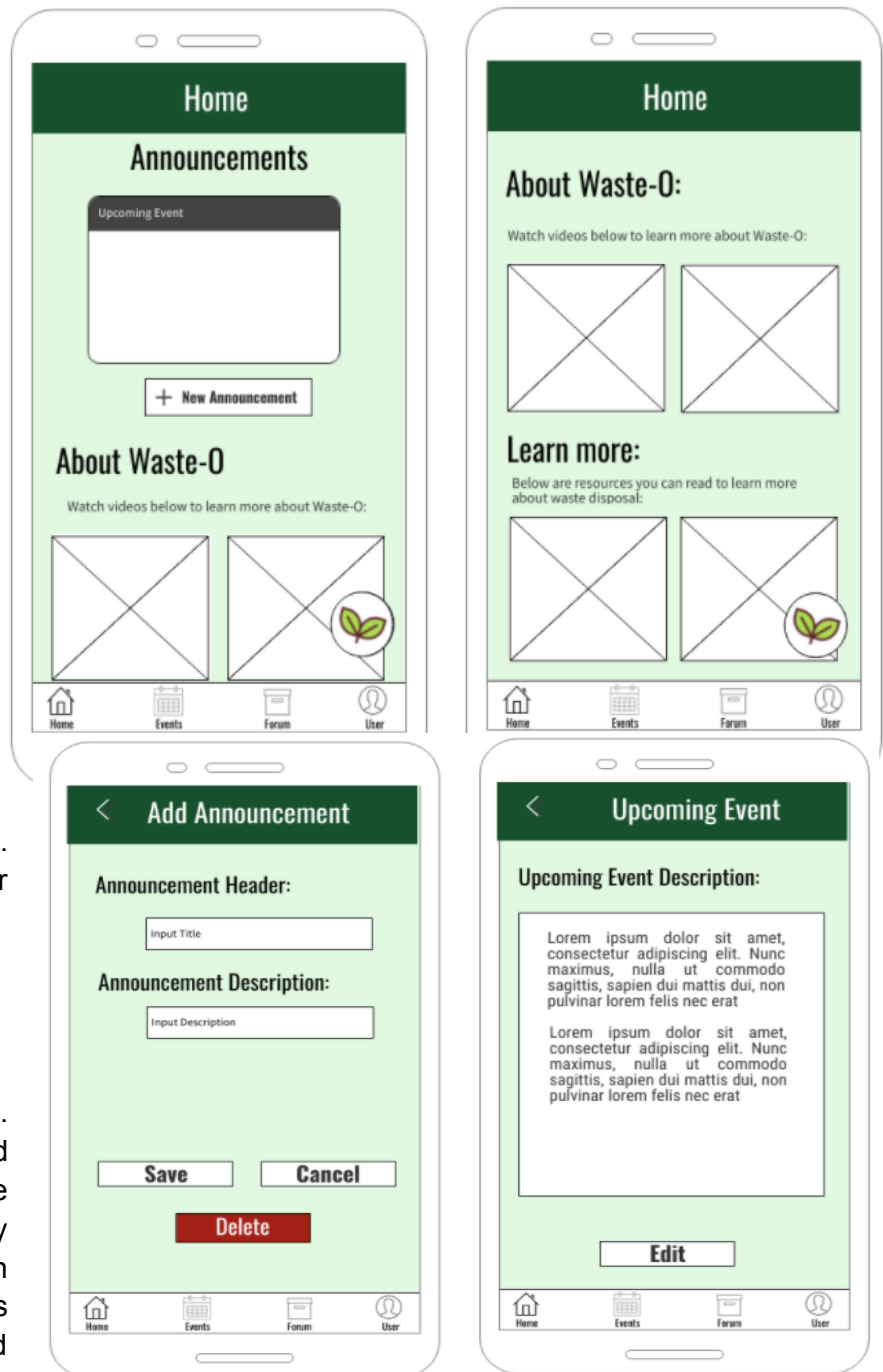 Home
Announcements
Upcoming Event
+ New Announcement
About Waste-O
Watch videos below to learn more about Waste-O:
Home Events Forum User
Home
About Waste-O:
Watch videos below to learn more about Waste-O:
Learn more:
Below are resources you can read to learn more
about waste disposal:
Home Events Forum User
Add Announcement
Announcement Header:
Input Title
Announcement Description:
Input Description
Save Cancel
Delete
Home Events Forum User
Upcoming Event
Upcoming Event Description:
Lorem ipsum dolor sit amet,
consectetur adipiscing elit. Nunc
maximus, nulla ut commodo
sagittis, sapien dui mattis dui, non
pulvinar lorem felis nec erat
Lorem ipsum dolor sit amet,
consectetur adipiscing elit. Nunc
maximus, nulla ut commodo
sagittis, sapien dui mattis dui, non
pulvinar lorem felis nec erat
Edit
Home Events Forum User